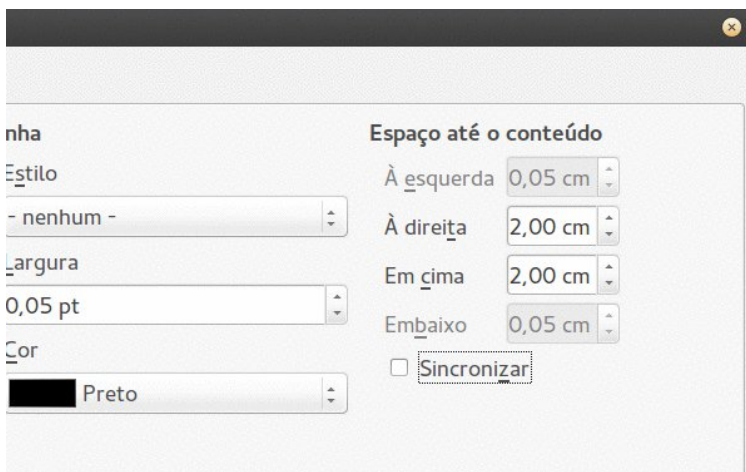 nha
Estilo
- nenhum -
Largura
0,05 pt
Cor
Preto
Espaço até o conteúdo
À esquerda 0,05 cm
À direita 2,00 cm
Em cima 2,00 cm
Embaixo 0,05 cm
Sincronizar